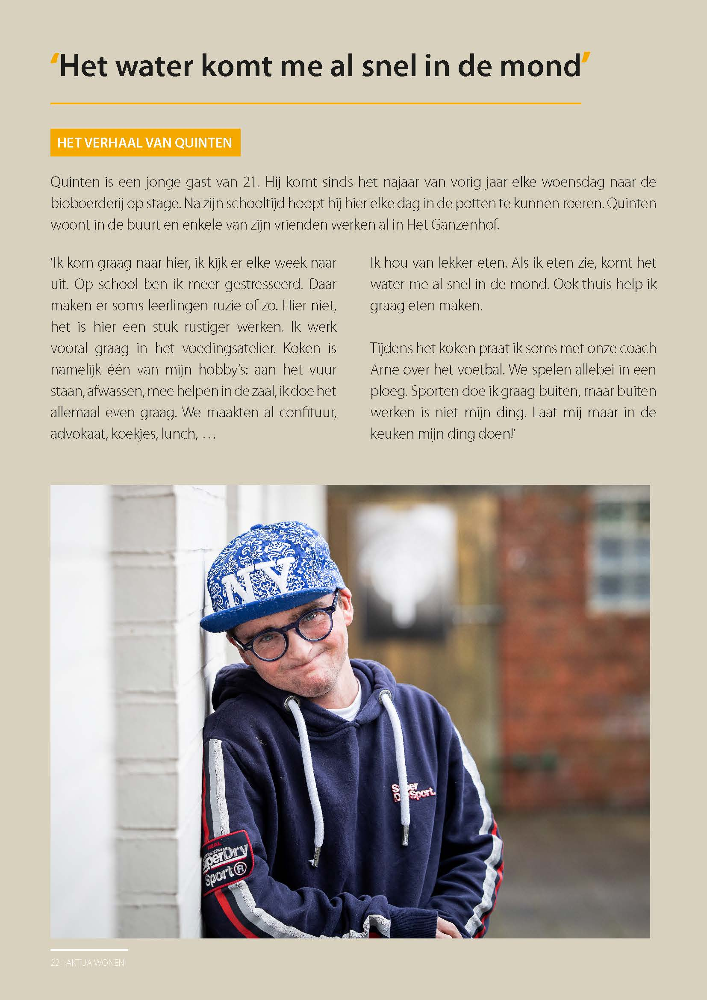 ‘Het water komt me al snel in de mond’
HET VERHAAL VAN QUINTEN
Quinten is een jonge gast van 21. Hij komt sinds het najaar van vorig jaar elke woensdag naar de
bioboerderij op stage. Na zijn schooltijd hoopt hij hier elke dag in de potten te kunnen roeren. Quinten
woont in de buurt en enkele van zijn vrienden werken al in Het Ganzenhof.
‘Ik kom graag naar hier, ik kijk er elke week naar
uit. Op school ben ik meer gestresseerd. Daar
maken er soms leerlingen ruzie of zo. Hier niet,
het is hier een stuk rustiger werken. Ik werk
vooral graag in het voedingsatelier. Koken is
namelijk één van mijn hobby’s: aan het vuur
staan, afwassen, mee helpen in de zaal, ik doe het
allemaal even graag. We maakten al confituur,
advokaat, koekjes, lunch, …
Ik hou van lekker eten. Als ik eten zie, komt het
water me al snel in de mond. Ook thuis help ik
graag eten maken.
Tijdens het koken praat ik soms met onze coach
Arne over het voetbal. We spelen allebei in een
ploeg. Sporten doe ik graag buiten, maar buiten
werken is niet mijn ding. Laat mij maar in de
keuken mijn ding doen!’
NY
Sport.
REAL
perDry
Sport®
22 | AKTUA WONEN